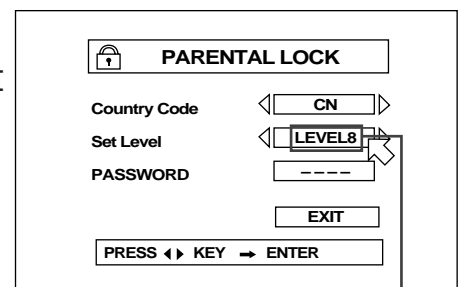 PARENTAL LOCK
Country Code CN
Set Level LEVEL8
PASSWORD – – – –
EXIT
PRESS ◂ ▸ KEY → ENTER